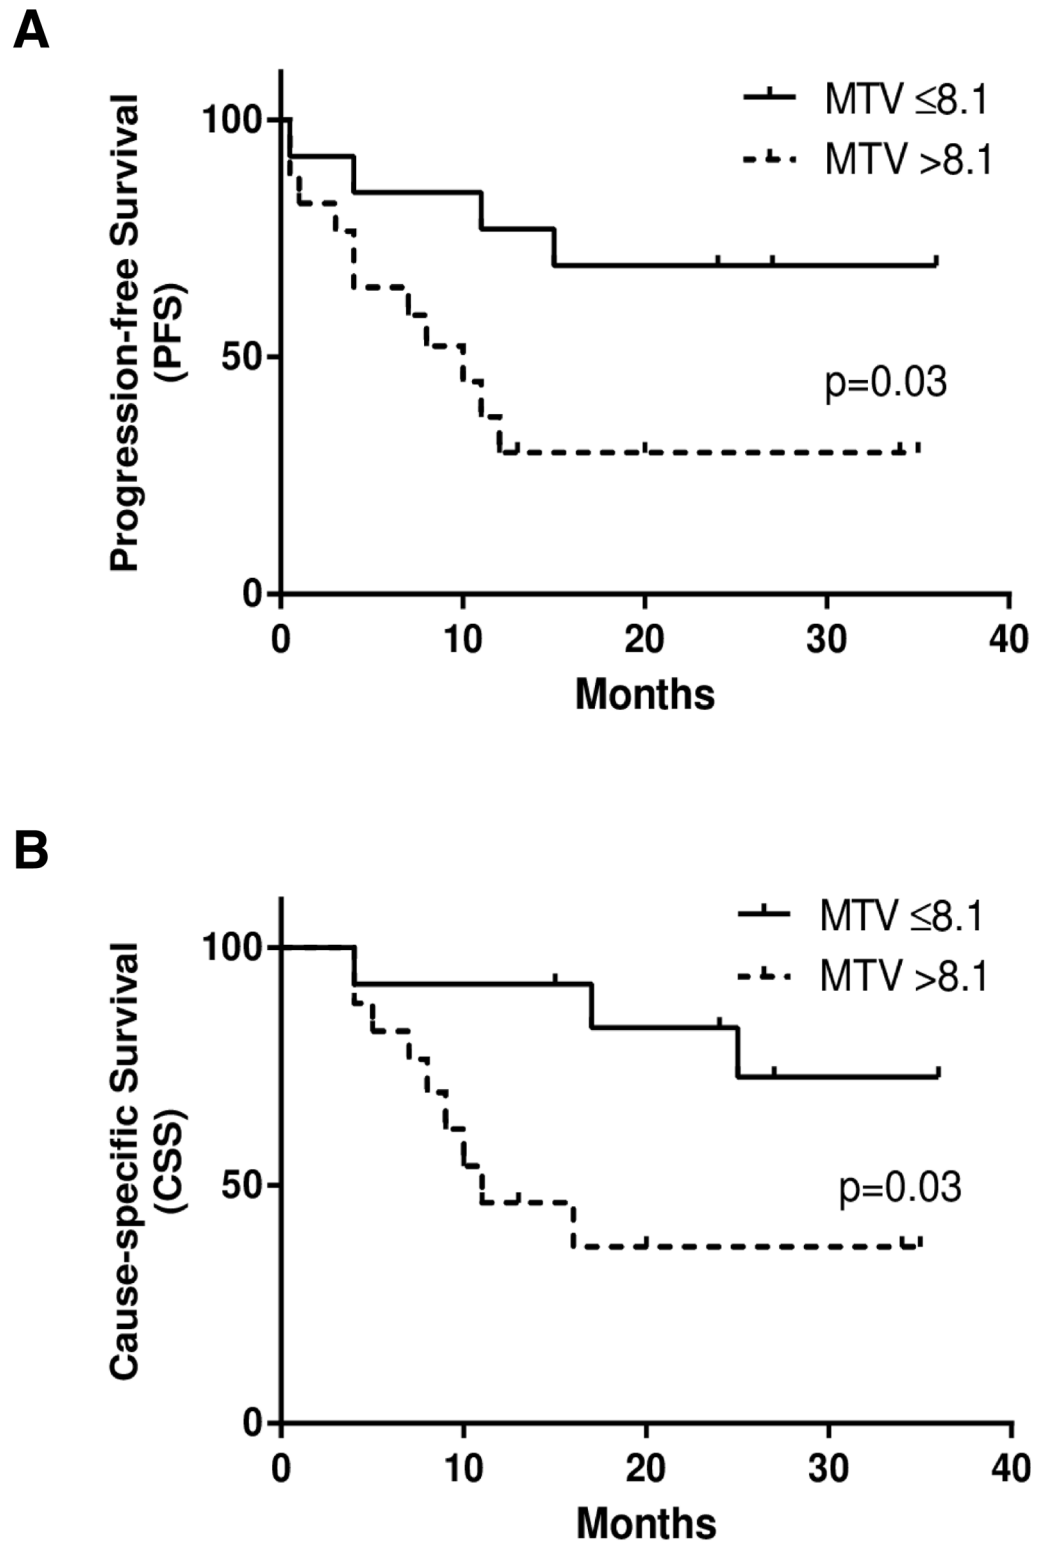 A
Progression-free Survival
(PFS)
100
50
0
MTV ≤8.1
MTV >8.1
p=0.03
0 10 20 30 40
Months
B
Cause-specific Survival
(CSS)
100
50
0
MTV ≤8.1
MTV >8.1
p=0.03
0 10 20 30 40
Months